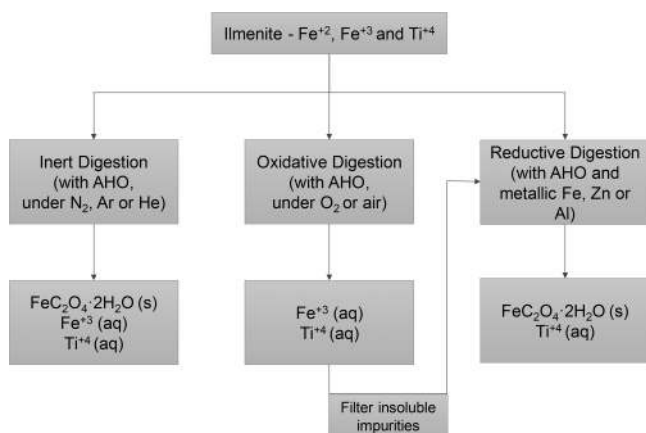 Ilmenite - Fe⁺², Fe⁺³ and Ti⁺⁴
Inert Digestion
(with AHO,
under N₂, Ar or He)
Oxidative Digestion
(with AHO,
under O₂ or air)
Reductive Digestion
(with AHO and
metallic Fe, Zn or
Al)
FeC₂O₄·2H₂O (s)
Fe⁺³ (aq)
Ti⁺⁴ (aq)
Fe⁺³ (aq)
Ti⁺⁴ (aq)
FeC₂O₄·2H₂O (s)
Ti⁺⁴ (aq)
Filter insoluble
impurities